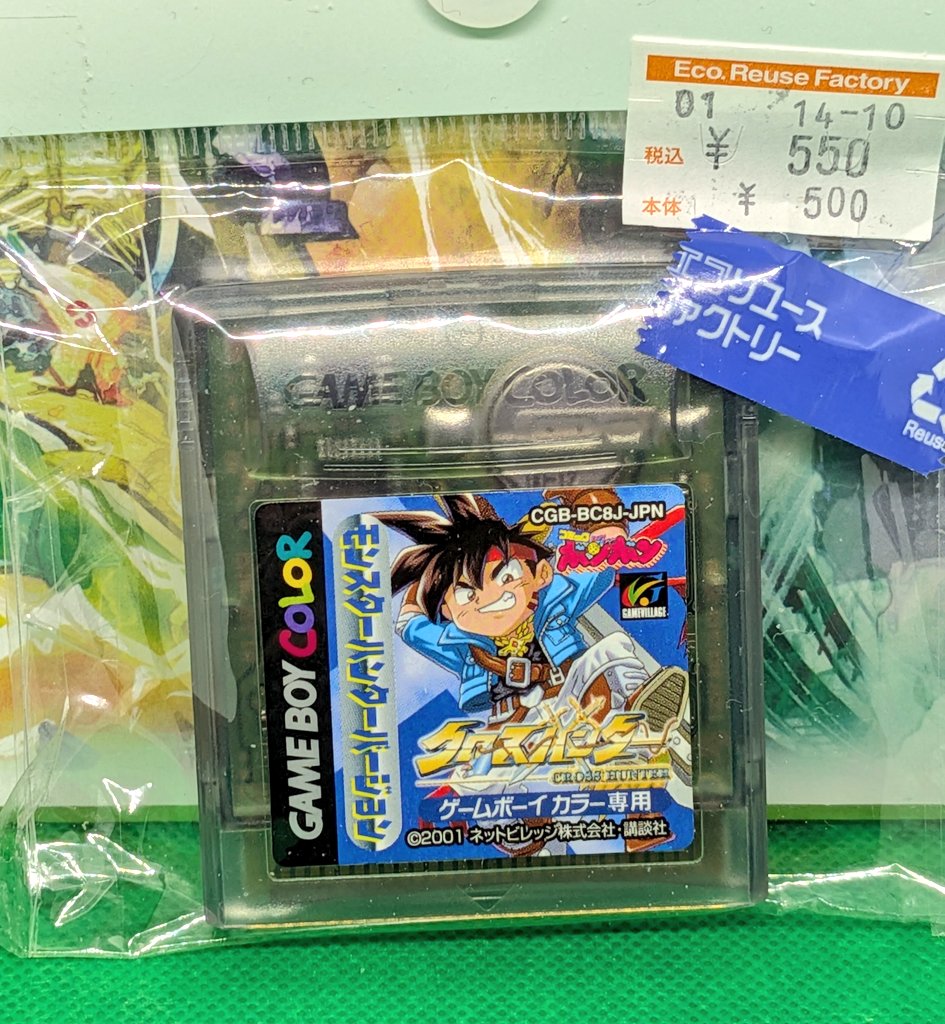 Eco. Reuse Factory
01 14-10
税込 ¥ 550
本体 ¥ 500
エコリユース
ファクトリー
Reuse
GAME BOY COLOR
CGB-BC8J-JPN
コミック
ボンボン
GAMEVILLAGE
GAME BOY COLOR
モンスターハンターバージョン
クロスハンター
CROSS HUNTER
ゲームボーイ カラー専用
©2001 ネットビレッジ株式会社・講談社